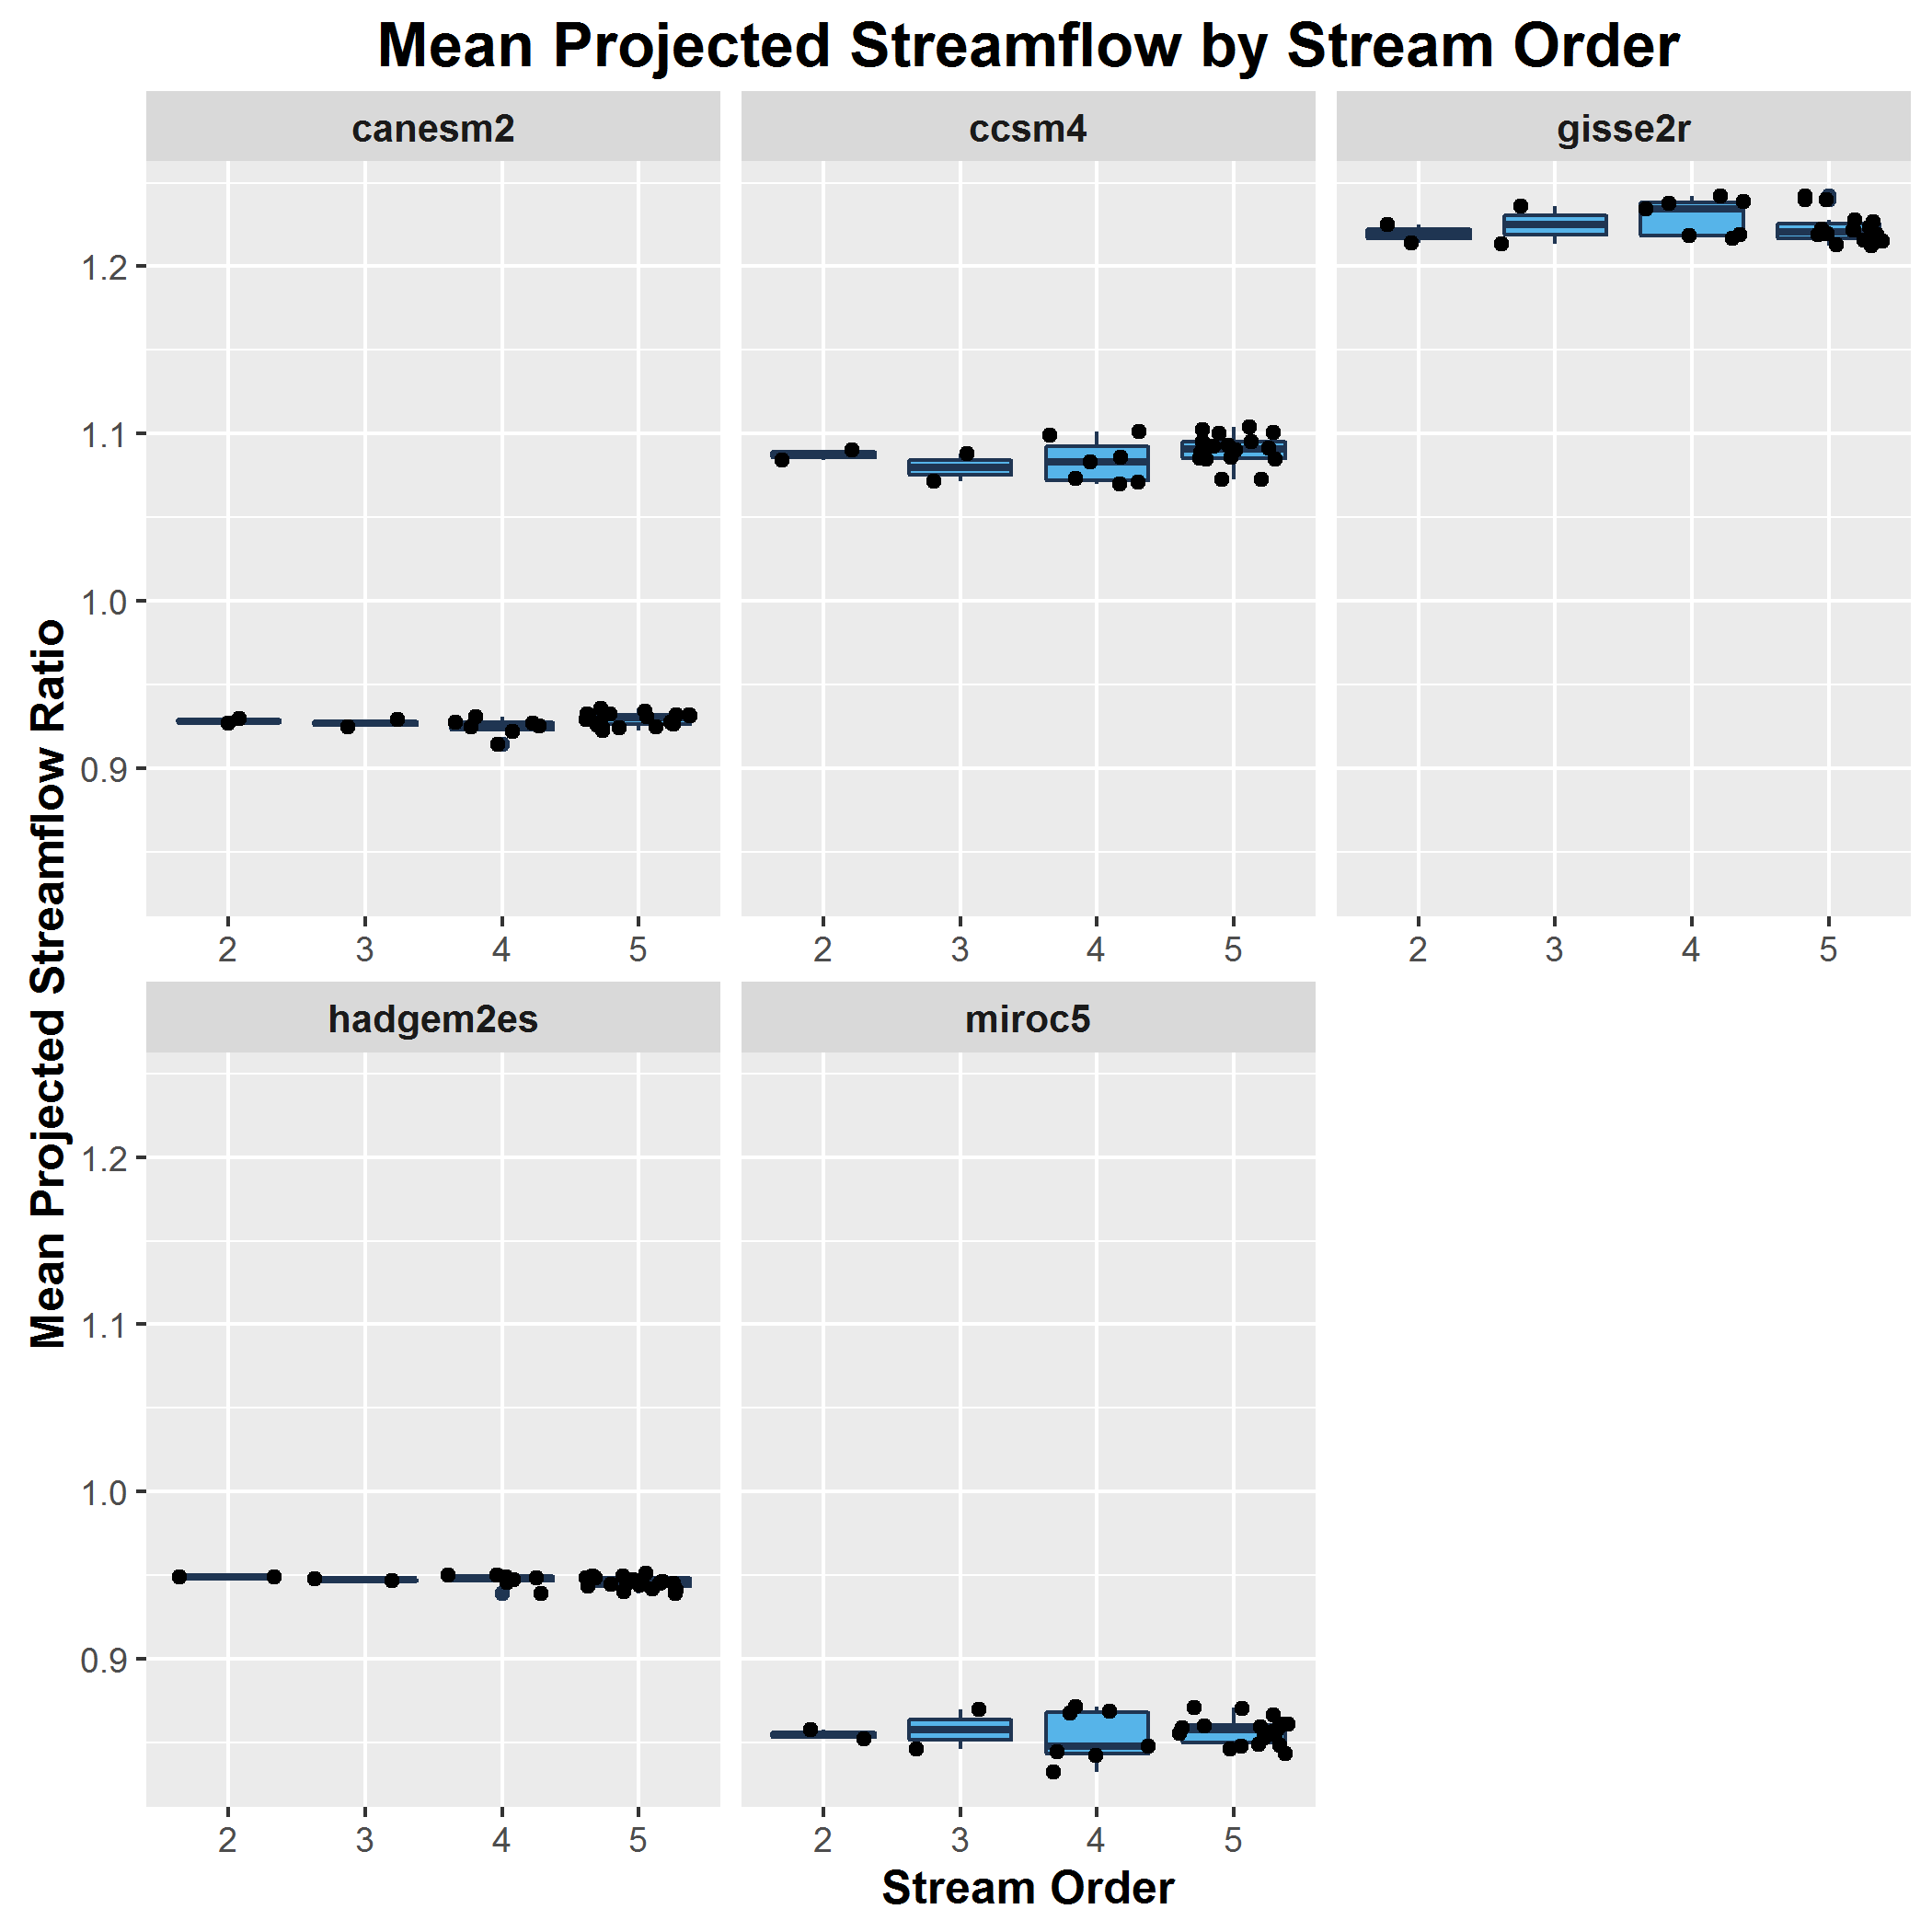 Mean Projected Streamflow by Stream Order
canesm2 ccsm4 gisse2r
1.2
1.1
1.0
0.9
2 3 4 5 2 3 4 5 2 3 4 5
Mean Projected Streamflow Ratio
hadgem2es miroc5
1.2
1.1
1.0
0.9
2 3 4 5 2 3 4 5
Stream Order